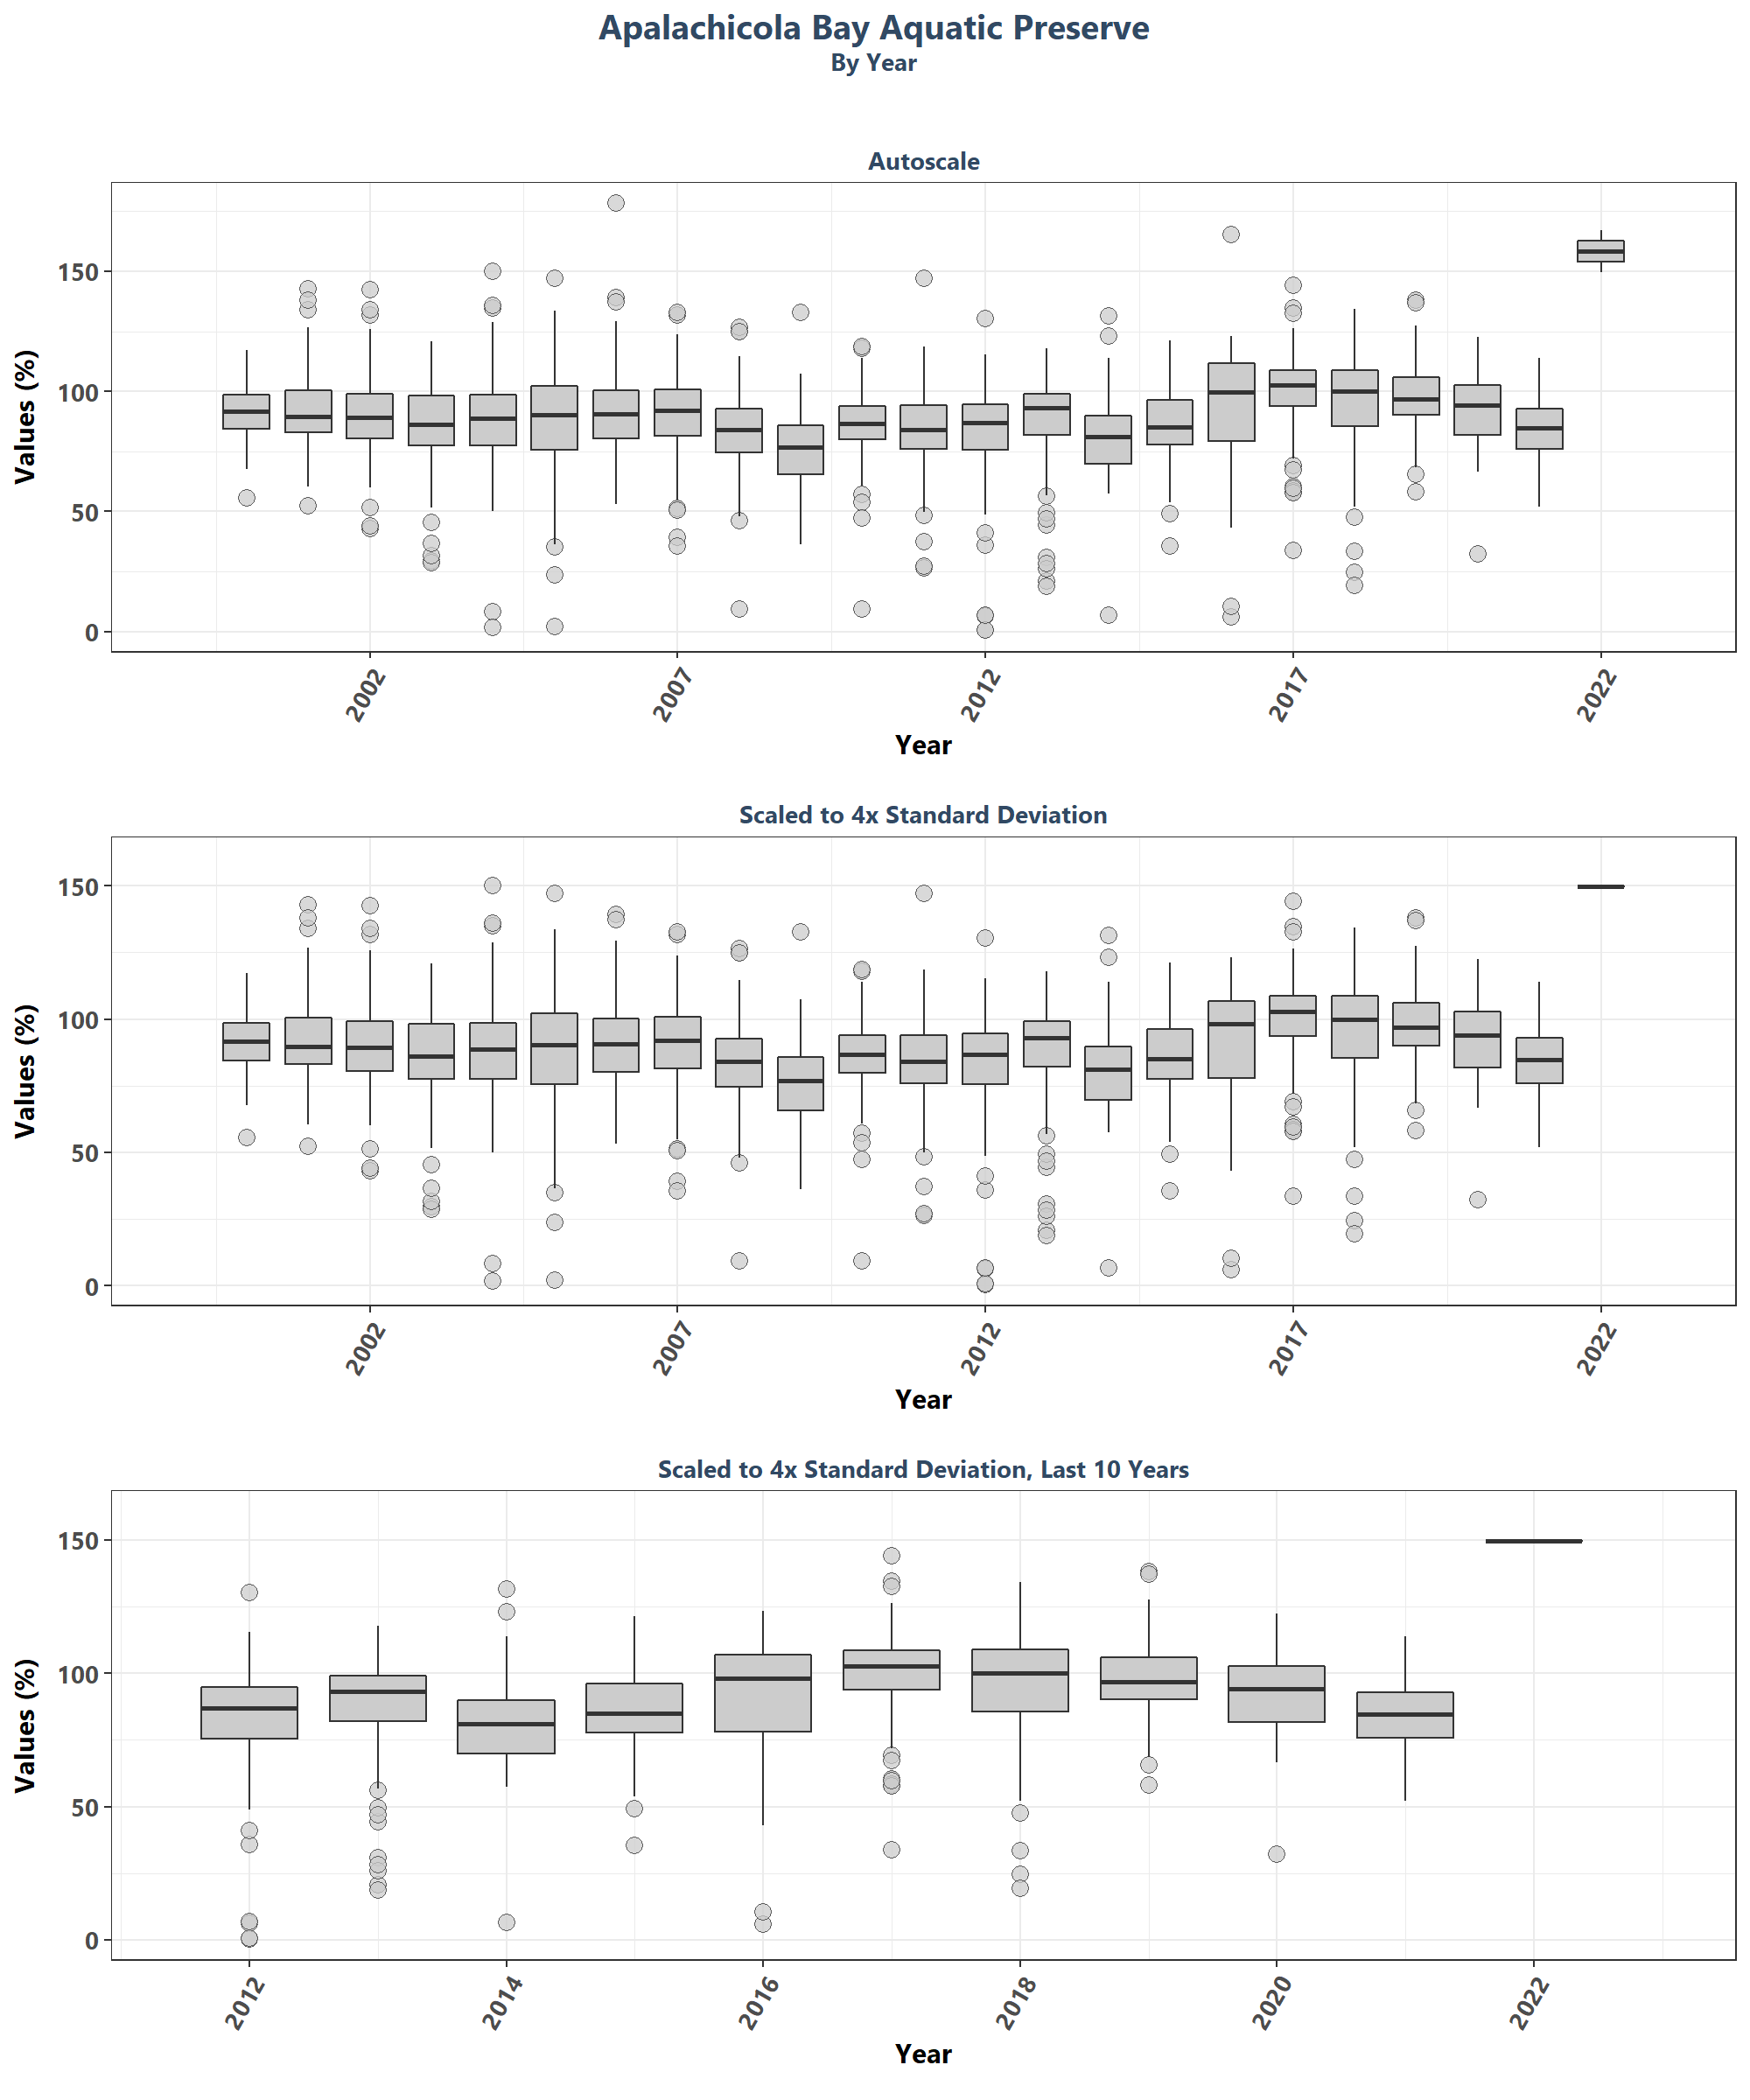 Apalachicola Bay Aquatic Preserve
By Year
Autoscale
Values (%)
150
100
50
0
2002 2007 2012 2017 2022
Year
Scaled to 4x Standard Deviation
Values (%)
150
100
50
0
2002 2007 2012 2017 2022
Year
Scaled to 4x Standard Deviation, Last 10 Years
Values (%)
150
100
50
0
2012 2014 2016 2018 2020 2022
Year